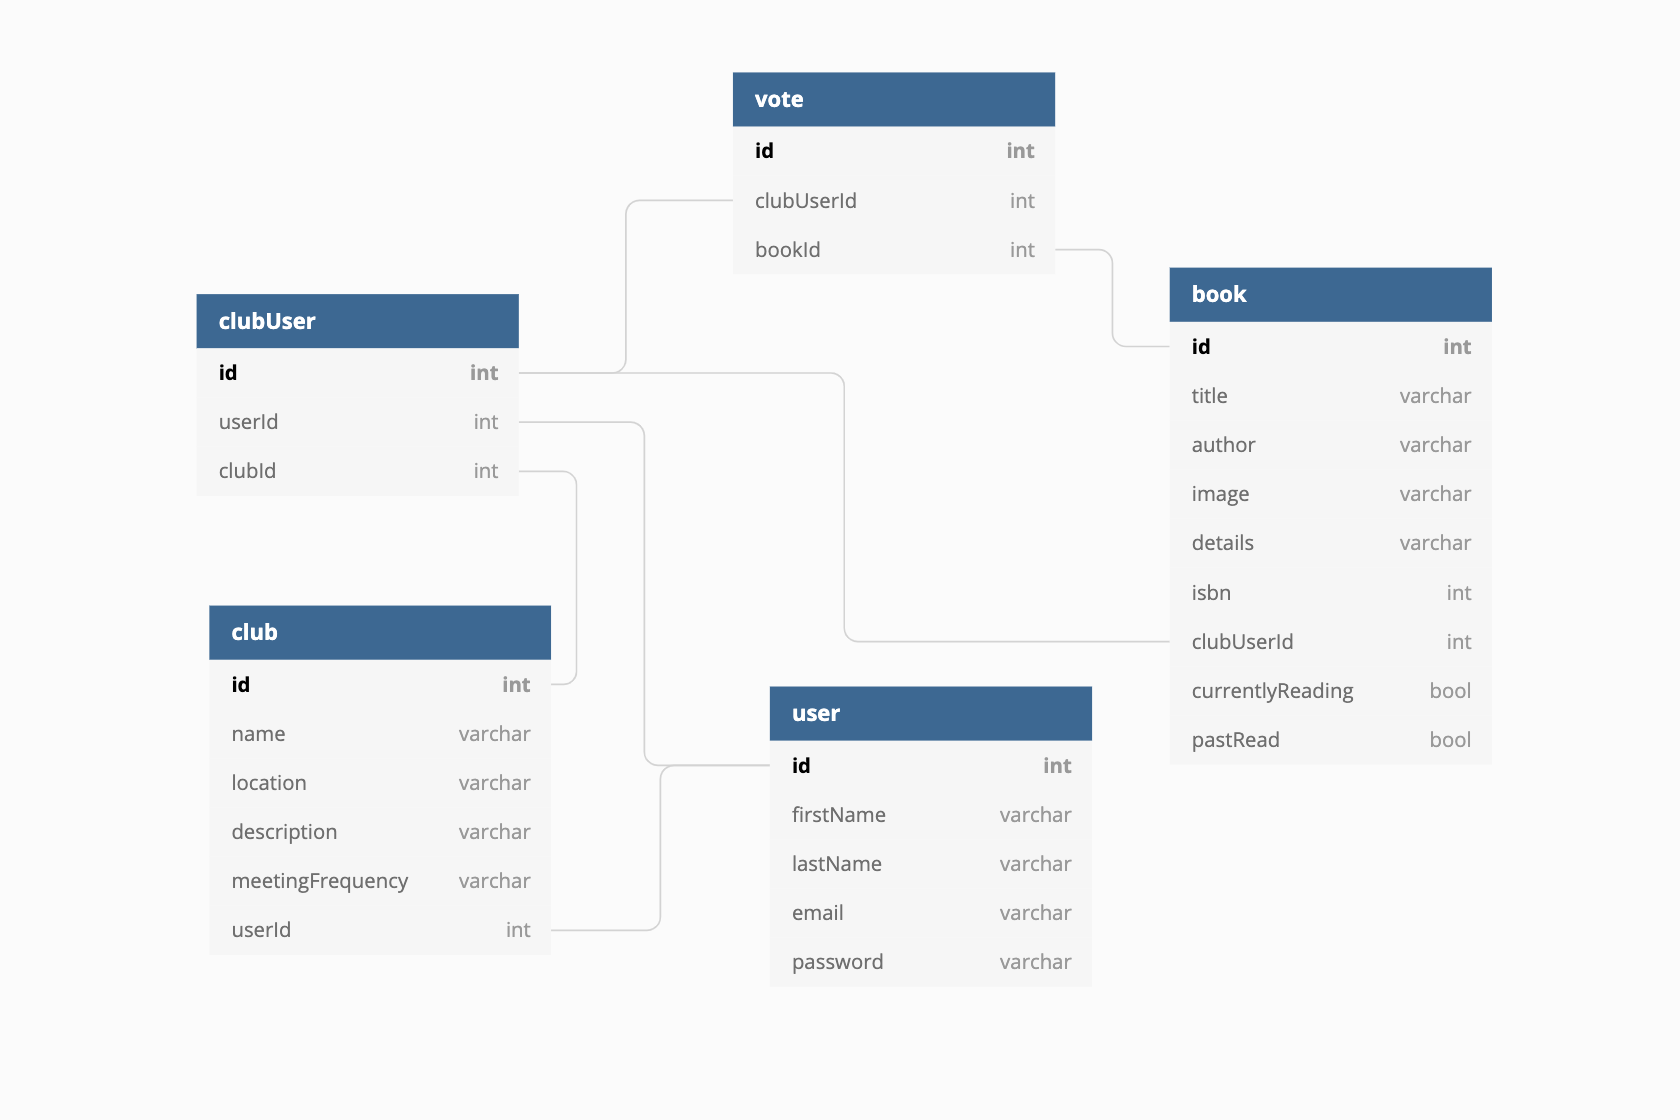 vote
id int
clubUserId int
bookId int
clubUser
id int
userId int
clubId int
book
id int
title varchar
author varchar
image varchar
details varchar
isbn int
clubUserId int
currentlyReading bool
pastRead bool
club
id int
name varchar
location varchar
description varchar
meetingFrequency varchar
userId int
user
id int
firstName varchar
lastName varchar
email varchar
password varchar